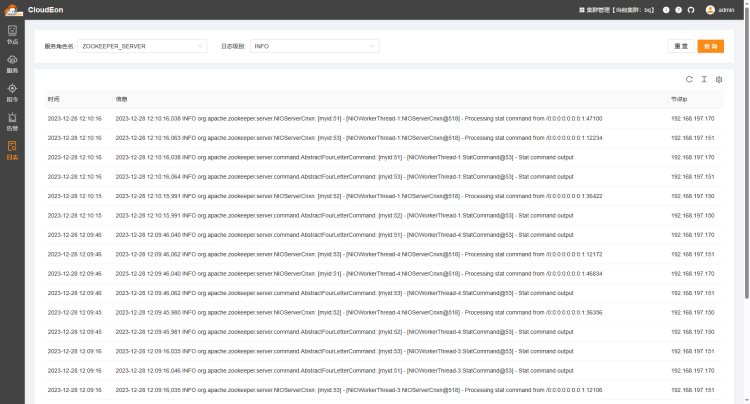 CloudEon
集群管理【当前集群：bq】 admin
节点
服务
指令
告警
日志
服务角色名: ZOOKEEPER_SERVER 日志级别: INFO 重 置 查 询
时间 信息 节点ip
2023-12-28 12:10:16 2023-12-28 12:10:16,038 INFO org.apache.zookeeper.server.NIOServerCnxn: [myid:51] - [NIOWorkerThread-1:NIOServerCnxn@518] - Processing stat command from /0:0:0:0:0:0:0:1:47100 192.168.197.170
2023-12-28 12:10:16 2023-12-28 12:10:16,063 INFO org.apache.zookeeper.server.NIOServerCnxn: [myid:53] - [NIOWorkerThread-1:NIOServerCnxn@518] - Processing stat command from /0:0:0:0:0:0:0:1:12234 192.168.197.151
2023-12-28 12:10:16 2023-12-28 12:10:16,038 INFO org.apache.zookeeper.server.command.AbstractFourLetterCommand: [myid:51] - [NIOWorkerThread-1:StatCommand@53] - Stat command output 192.168.197.170
2023-12-28 12:10:16 2023-12-28 12:10:16,064 INFO org.apache.zookeeper.server.command.AbstractFourLetterCommand: [myid:53] - [NIOWorkerThread-1:StatCommand@53] - Stat command output 192.168.197.151
2023-12-28 12:10:15 2023-12-28 12:10:15,991 INFO org.apache.zookeeper.server.NIOServerCnxn: [myid:52] - [NIOWorkerThread-1:NIOServerCnxn@518] - Processing stat command from /0:0:0:0:0:0:0:1:36422 192.168.197.150
2023-12-28 12:10:15 2023-12-28 12:10:15,991 INFO org.apache.zookeeper.server.command.AbstractFourLetterCommand: [myid:52] - [NIOWorkerThread-1:StatCommand@53] - Stat command output 192.168.197.150
2023-12-28 12:09:46 2023-12-28 12:09:46,040 INFO org.apache.zookeeper.server.command.AbstractFourLetterCommand: [myid:51] - [NIOWorkerThread-4:StatCommand@53] - Stat command output 192.168.197.170
2023-12-28 12:09:46 2023-12-28 12:09:46,062 INFO org.apache.zookeeper.server.NIOServerCnxn: [myid:53] - [NIOWorkerThread-4:NIOServerCnxn@518] - Processing stat command from /0:0:0:0:0:0:0:1:12172 192.168.197.151
2023-12-28 12:09:46 2023-12-28 12:09:46,040 INFO org.apache.zookeeper.server.NIOServerCnxn: [myid:51] - [NIOWorkerThread-4:NIOServerCnxn@518] - Processing stat command from /0:0:0:0:0:0:0:1:46834 192.168.197.170
2023-12-28 12:09:46 2023-12-28 12:09:46,062 INFO org.apache.zookeeper.server.command.AbstractFourLetterCommand: [myid:53] - [NIOWorkerThread-4:StatCommand@53] - Stat command output 192.168.197.151
2023-12-28 12:09:45 2023-12-28 12:09:45,980 INFO org.apache.zookeeper.server.NIOServerCnxn: [myid:52] - [NIOWorkerThread-4:NIOServerCnxn@518] - Processing stat command from /0:0:0:0:0:0:0:1:36356 192.168.197.150
2023-12-28 12:09:45 2023-12-28 12:09:45,981 INFO org.apache.zookeeper.server.command.AbstractFourLetterCommand: [myid:52] - [NIOWorkerThread-4:StatCommand@53] - Stat command output 192.168.197.150
2023-12-28 12:09:16 2023-12-28 12:09:16,035 INFO org.apache.zookeeper.server.command.AbstractFourLetterCommand: [myid:53] - [NIOWorkerThread-3:StatCommand@53] - Stat command output 192.168.197.151
2023-12-28 12:09:16 2023-12-28 12:09:16,046 INFO org.apache.zookeeper.server.command.AbstractFourLetterCommand: [myid:51] - [NIOWorkerThread-3:StatCommand@53] - Stat command output 192.168.197.170
2023-12-28 12:09:16 2023-12-28 12:09:16,035 INFO org.apache.zookeeper.server.NIOServerCnxn: [myid:53] - [NIOWorkerThread-3:NIOServerCnxn@518] - Processing stat command from /0:0:0:0:0:0:0:1:12106 192.168.197.151